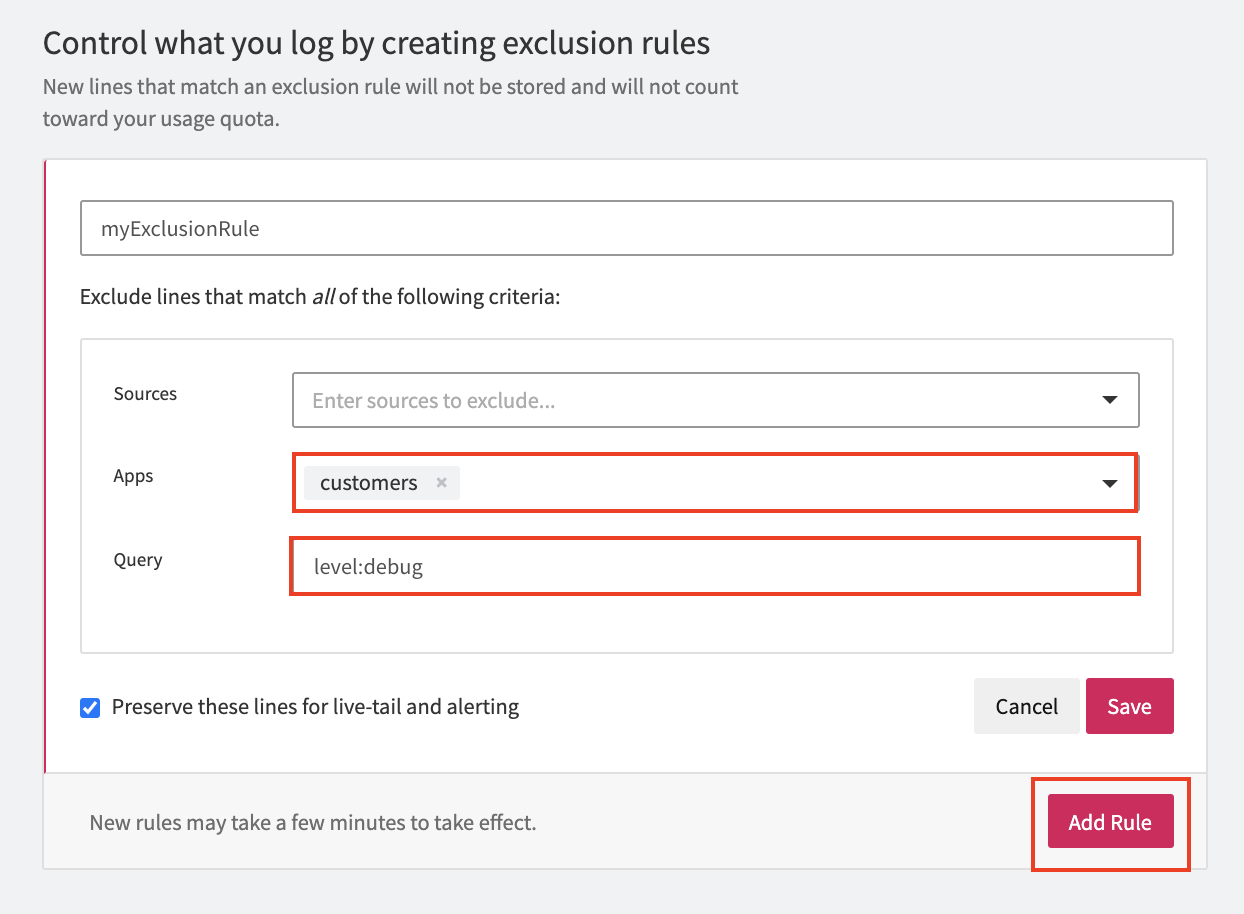 Control what you log by creating exclusion rules
New lines that match an exclusion rule will not be stored and will not count
toward your usage quota.
myExclusionRule
Exclude lines that match all of the following criteria:
Sources
Enter sources to exclude...
Apps
customers ×
Query
level:debug
Preserve these lines for live-tail and alerting
Cancel
Save
New rules may take a few minutes to take effect.
Add Rule